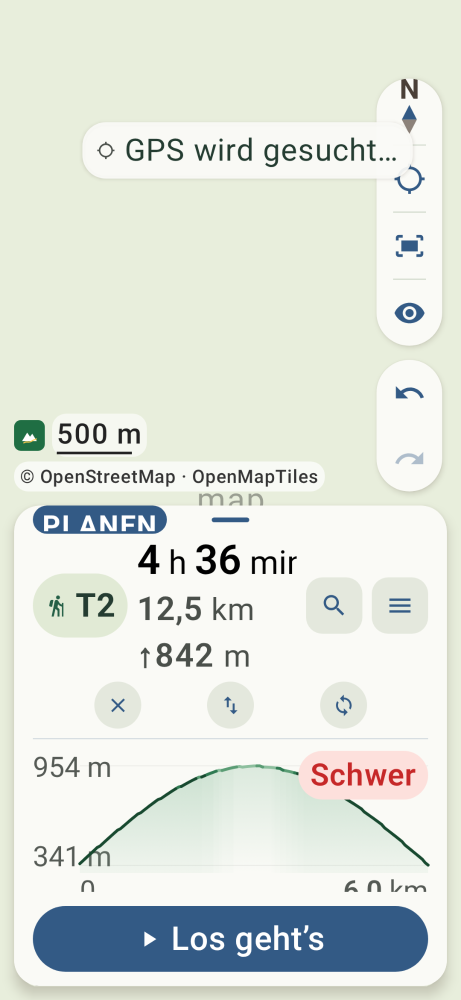 N
GPS wird gesucht…
500 m
© OpenStreetMap · OpenMapTiles
map
PLANEN
4 h 36 mir
T2
12,5 km
↑842 m
954 m
Schwer
341 m
0
6,0 km
Los geht’s